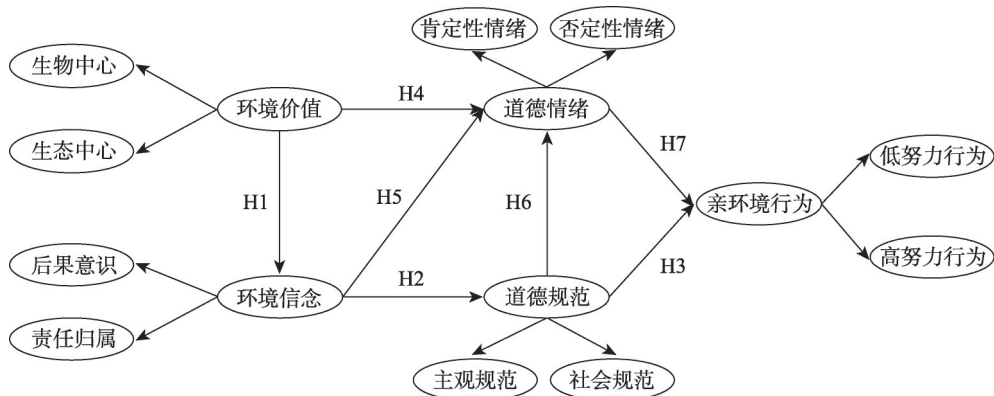 肯定性情绪
否定性情绪
生物中心
环境价值
H4
道德情绪
生态中心
H7
低努力行为
H1
H5
H6
亲环境行为
后果意识
高努力行为
H3
环境信念
H2
道德规范
责任归属
主观规范
社会规范